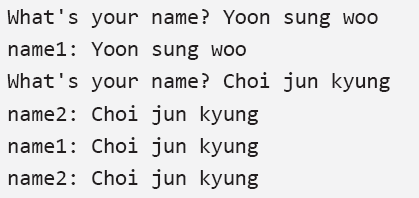 What's your name? Yoon sung woo
name1: Yoon sung woo
What's your name? Choi jun kyung
name2: Choi jun kyung
name1: Choi jun kyung
name2: Choi jun kyung